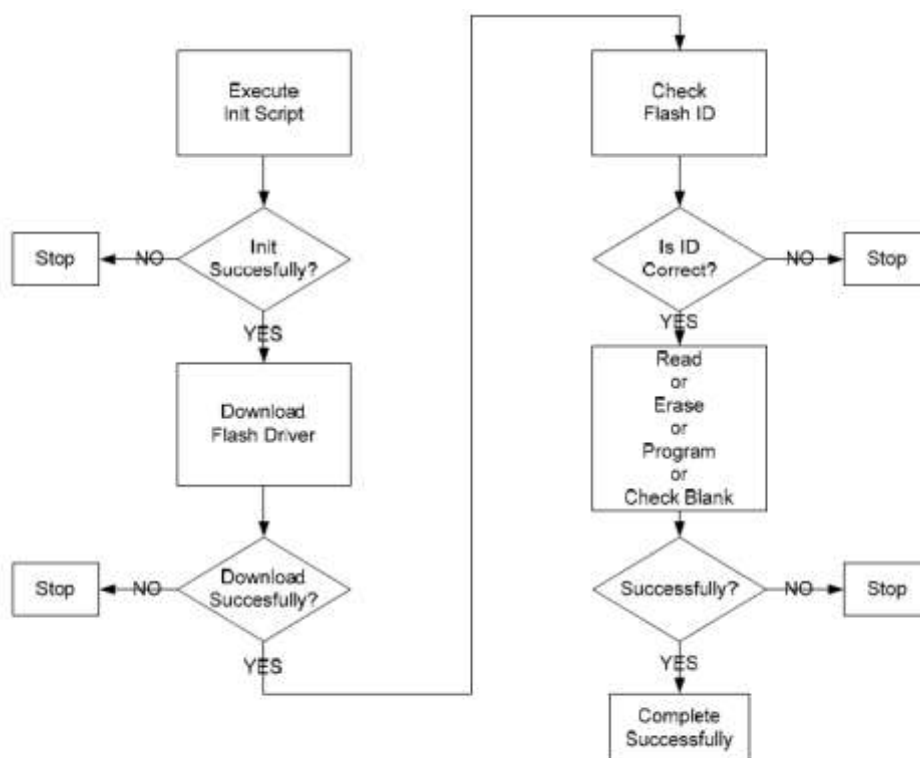 Execute
Init Script
Init
Succesfully?
NO
Stop
YES
Download
Flash Driver
Download
Succesfully?
NO
Stop
YES
Check
Flash ID
Is ID
Correct?
NO
Stop
YES
Read
or
Erase
or
Program
or
Check Blank
Successfully?
NO
Stop
YES
Complete
Successfully